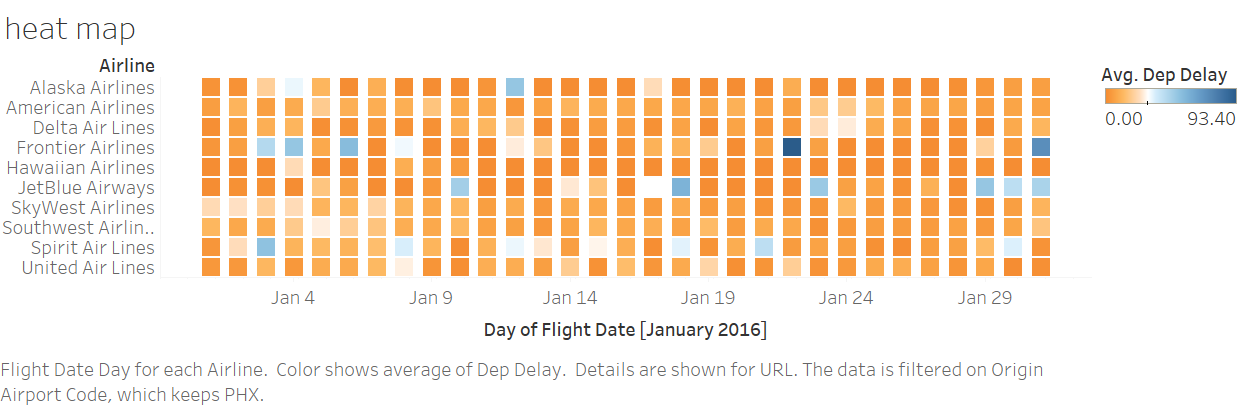 heat map
Airline
Alaska Airlines
American Airlines
Delta Air Lines
Frontier Airlines
Hawaiian Airlines
JetBlue Airways
SkyWest Airlines
Southwest Airlin..
Spirit Air Lines
United Air Lines
Jan 4 Jan 9 Jan 14 Jan 19 Jan 24 Jan 29
Day of Flight Date [January 2016]
Avg. Dep Delay
0.00 93.40
Flight Date Day for each Airline. Color shows average of Dep Delay. Details are shown for URL. The data is filtered on Origin
Airport Code, which keeps PHX.